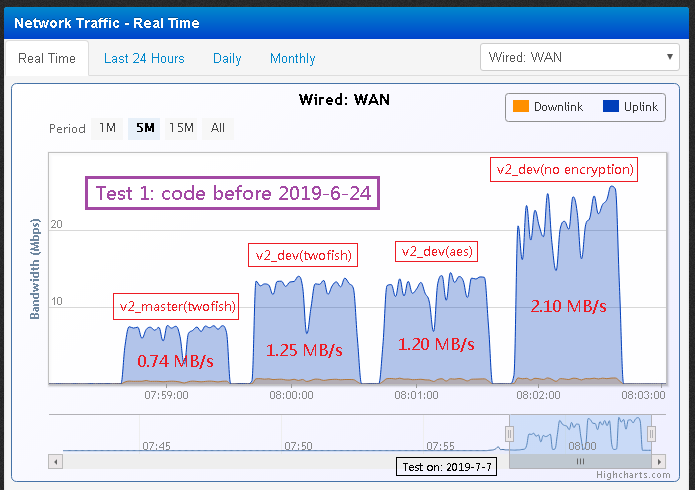 Network Traffic - Real Time
Real Time Last 24 Hours Daily Monthly Wired: WAN
Wired: WAN
Downlink Uplink
Period 1M 5M 15M All
v2_dev(no encryption)
Test 1: code before 2019-6-24
20
v2_dev(twofish) v2_dev(aes)
Bandwidth (Mbps)
v2_master(twofish)
10
2.10 MB/s
1.25 MB/s 1.20 MB/s
0.74 MB/s
07:59:00 08:00:00 08:01:00 08:02:00 08:03:00
07:45 07:50 07:55 08:00
Test on: 2019-7-7
Highcharts.com